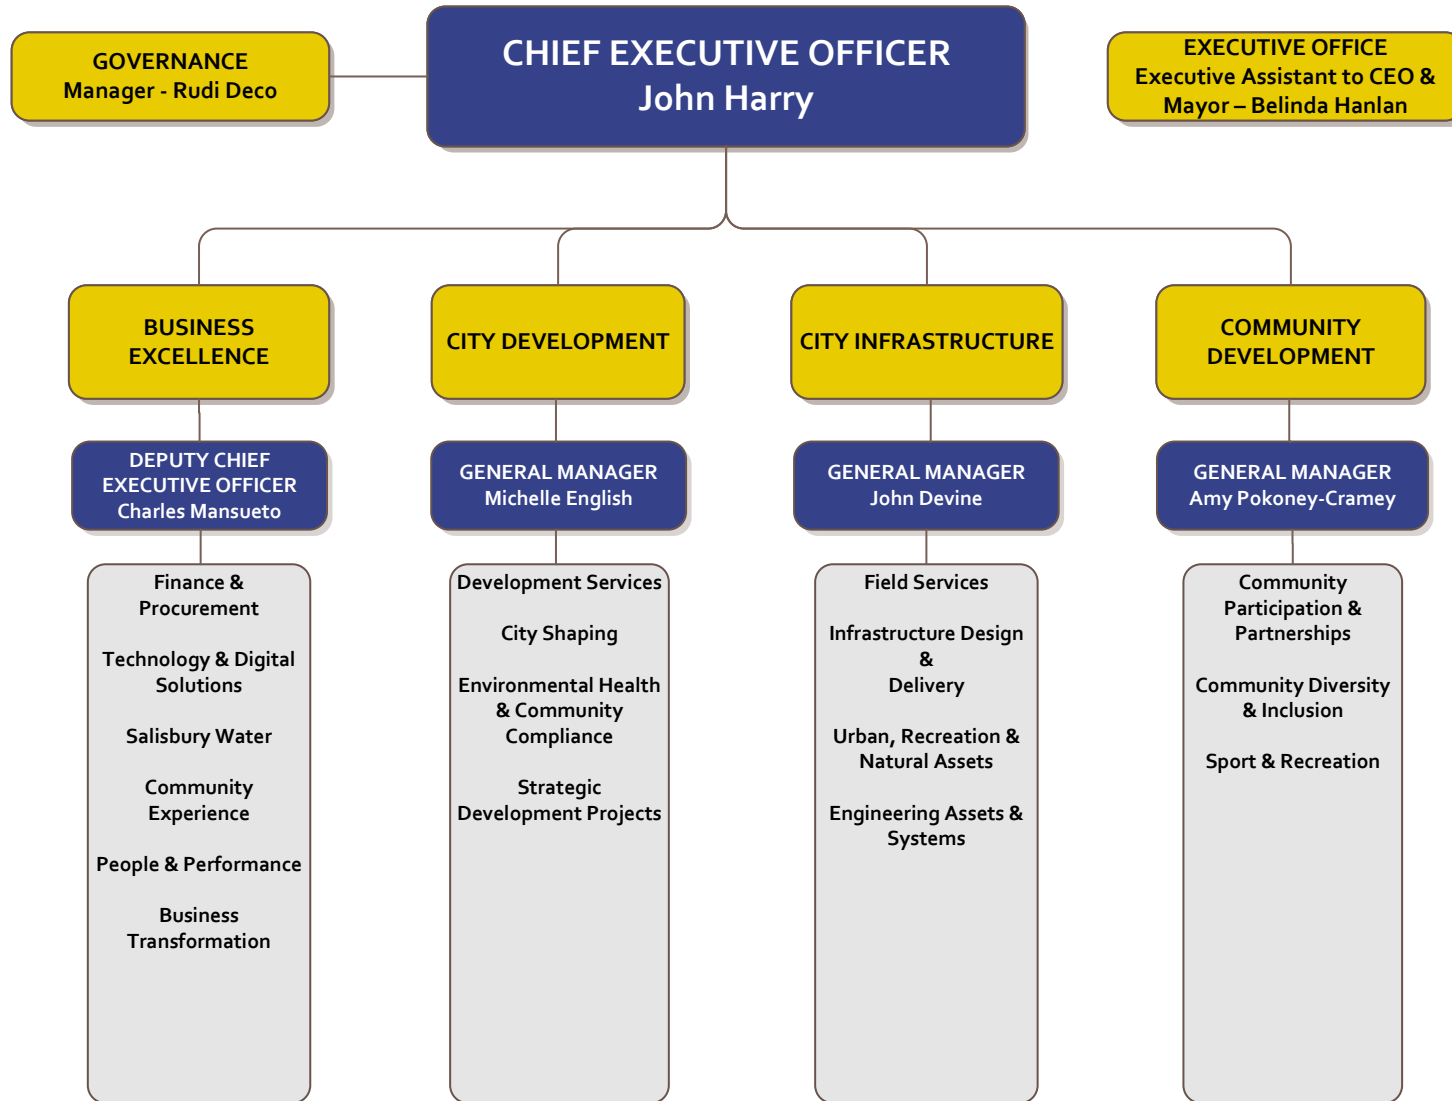 GOVERNANCE
Manager - Rudi Deco
CHIEF EXECUTIVE OFFICER
John Harry
EXECUTIVE OFFICE
Executive Assistant to CEO &
Mayor – Belinda Hanlan
BUSINESS
EXCELLENCE
CITY DEVELOPMENT
CITY INFRASTRUCTURE
COMMUNITY
DEVELOPMENT
DEPUTY CHIEF
EXECUTIVE OFFICER
Charles Mansueto
GENERAL MANAGER
Michelle English
GENERAL MANAGER
John Devine
GENERAL MANAGER
Amy Pokoney-Cramey
Finance &
Procurement
Technology & Digital
Solutions
Salisbury Water
Community
Experience
People & Performance
Business
Transformation
Development Services
City Shaping
Environmental Health
& Community
Compliance
Strategic
Development Projects
Field Services
Infrastructure Design
&
Delivery
Urban, Recreation &
Natural Assets
Engineering Assets &
Systems
Community
Participation &
Partnerships
Community Diversity
& Inclusion
Sport & Recreation